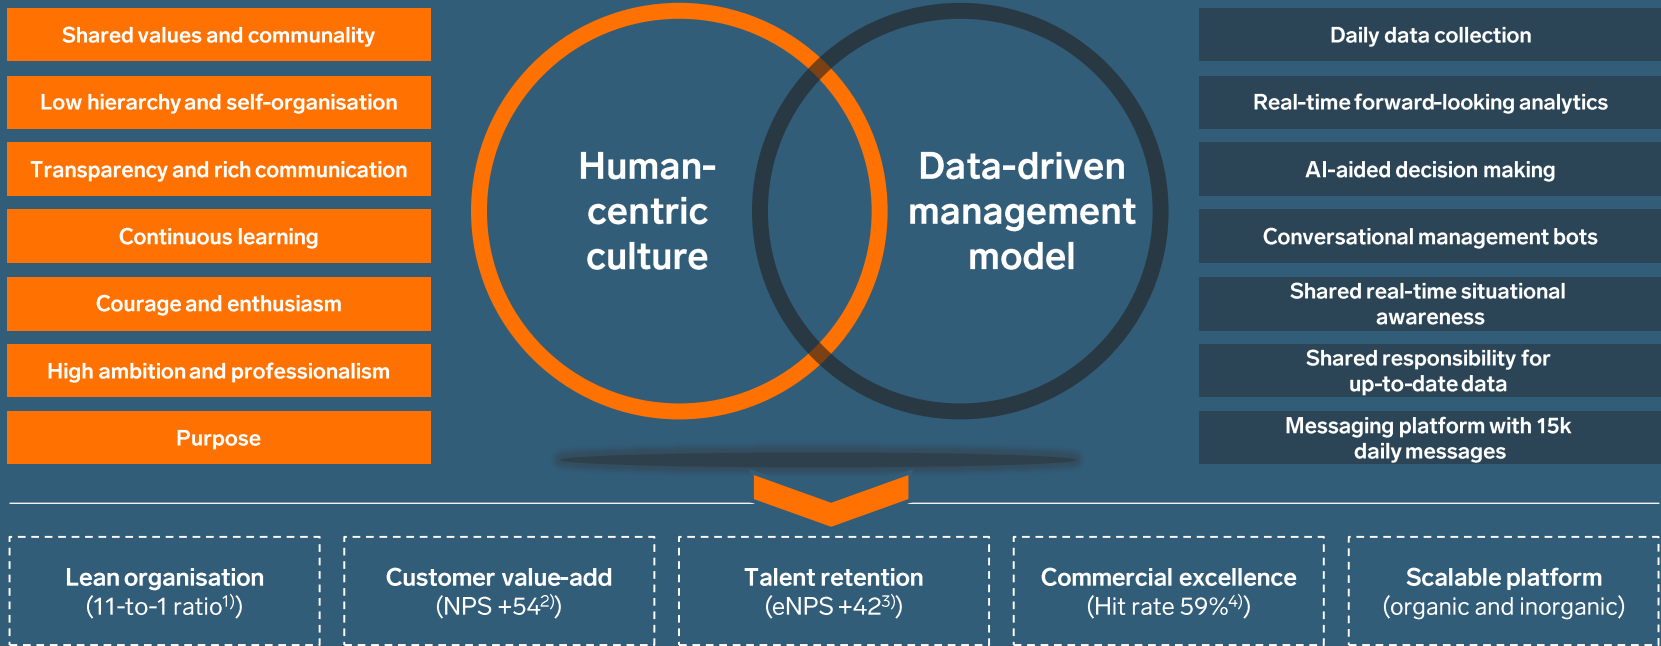 Shared values and communality
Low hierarchy and self-organisation
Transparency and rich communication
Continuous learning
Courage and enthusiasm
High ambition and professionalism
Purpose
Human-
centric
culture
Data-driven
management
model
Daily data collection
Real-time forward-looking analytics
AI-aided decision making
Conversational management bots
Shared real-time situational
awareness
Shared responsibility for
up-to-date data
Messaging platform with 15k
daily messages
Lean organisation
(11-to-1 ratio¹⁾)
Customer value-add
(NPS +54²⁾)
Talent retention
(eNPS +42³⁾)
Commercial excellence
(Hit rate 59%⁴⁾)
Scalable platform
(organic and inorganic)